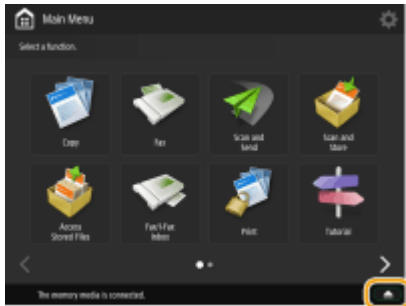 Main Menu
Select a function.
Copy
Fax
Scan and
Send
Scan and
Store
Access
Stored Files
Fax/I-Fax
Inbox
Print
Tutorial
The memory media is connected.